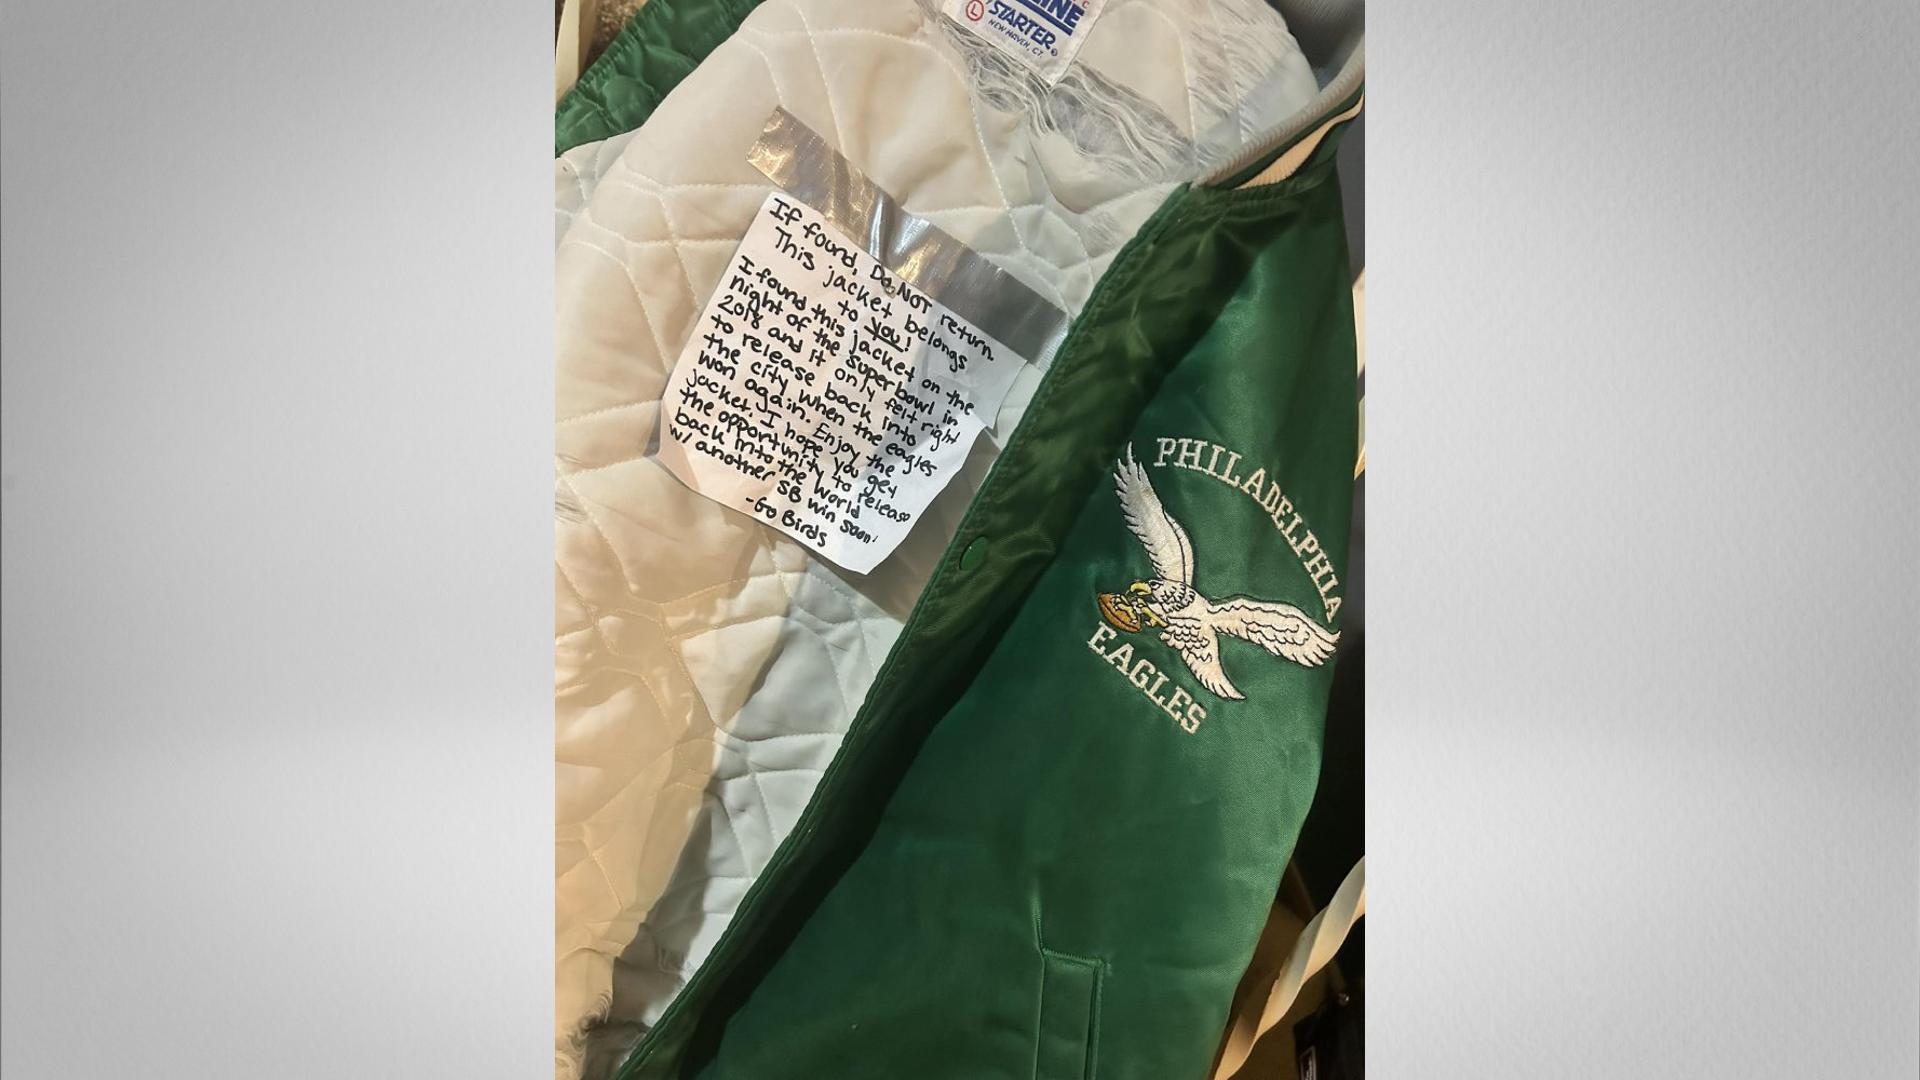 C
LINE
L STARTER®
NEW HAVEN, CT.
If found, Do NOT return.
This jacket belongs
to you!
I found this jacket on the
night of the superbowl in
2018 and it only felt right
to release back into
the city when the eagles
won again. Enjoy the
jacket. I hope you get
the opportunity to release
back into the world
w/ another SB win soon!
-Go Birds
PHILADELPHIA
EAGLES